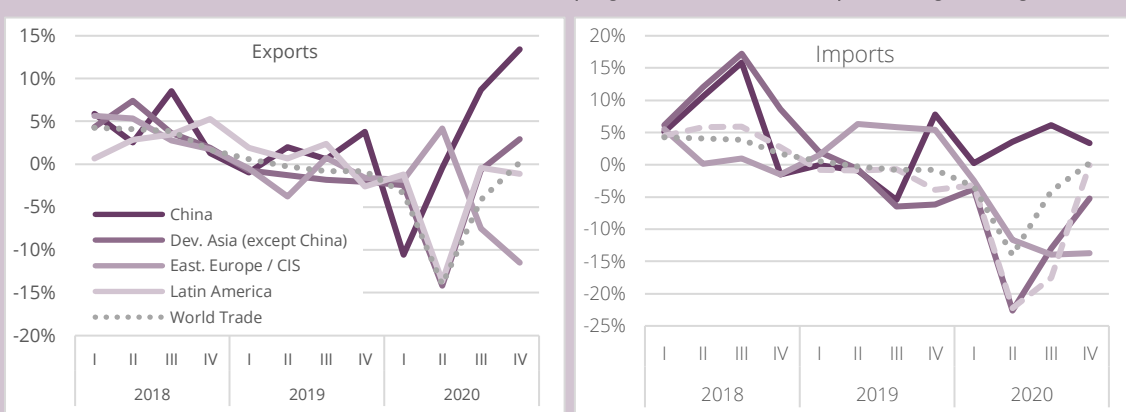 Exports
15%
10%
5%
0%
-5%
-10%
-15%
-20%
China
Dev. Asia (except China)
East. Europe / CIS
Latin America
World Trade
I II III IV I II III IV I II III IV
2018 2019 2020
Imports
20%
15%
10%
5%
0%
-5%
-10%
-15%
-20%
-25%
I II III IV I II III IV I II III IV
2018 2019 2020